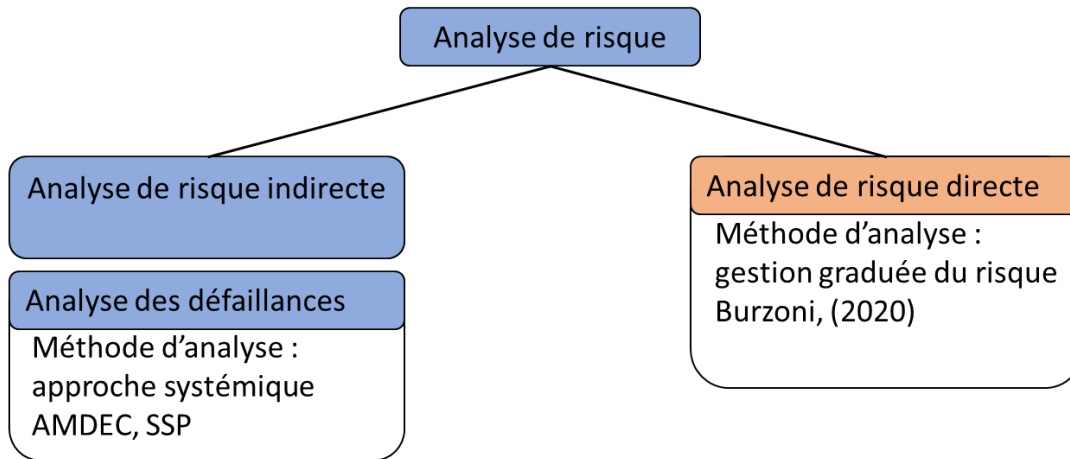 Analyse de risque
Analyse de risque indirecte
Analyse des défaillances
Méthode d’analyse :
approche systémique
AMDEC, SSP
Analyse de risque directe
Méthode d’analyse :
gestion graduée du risque
Burzoni, (2020)